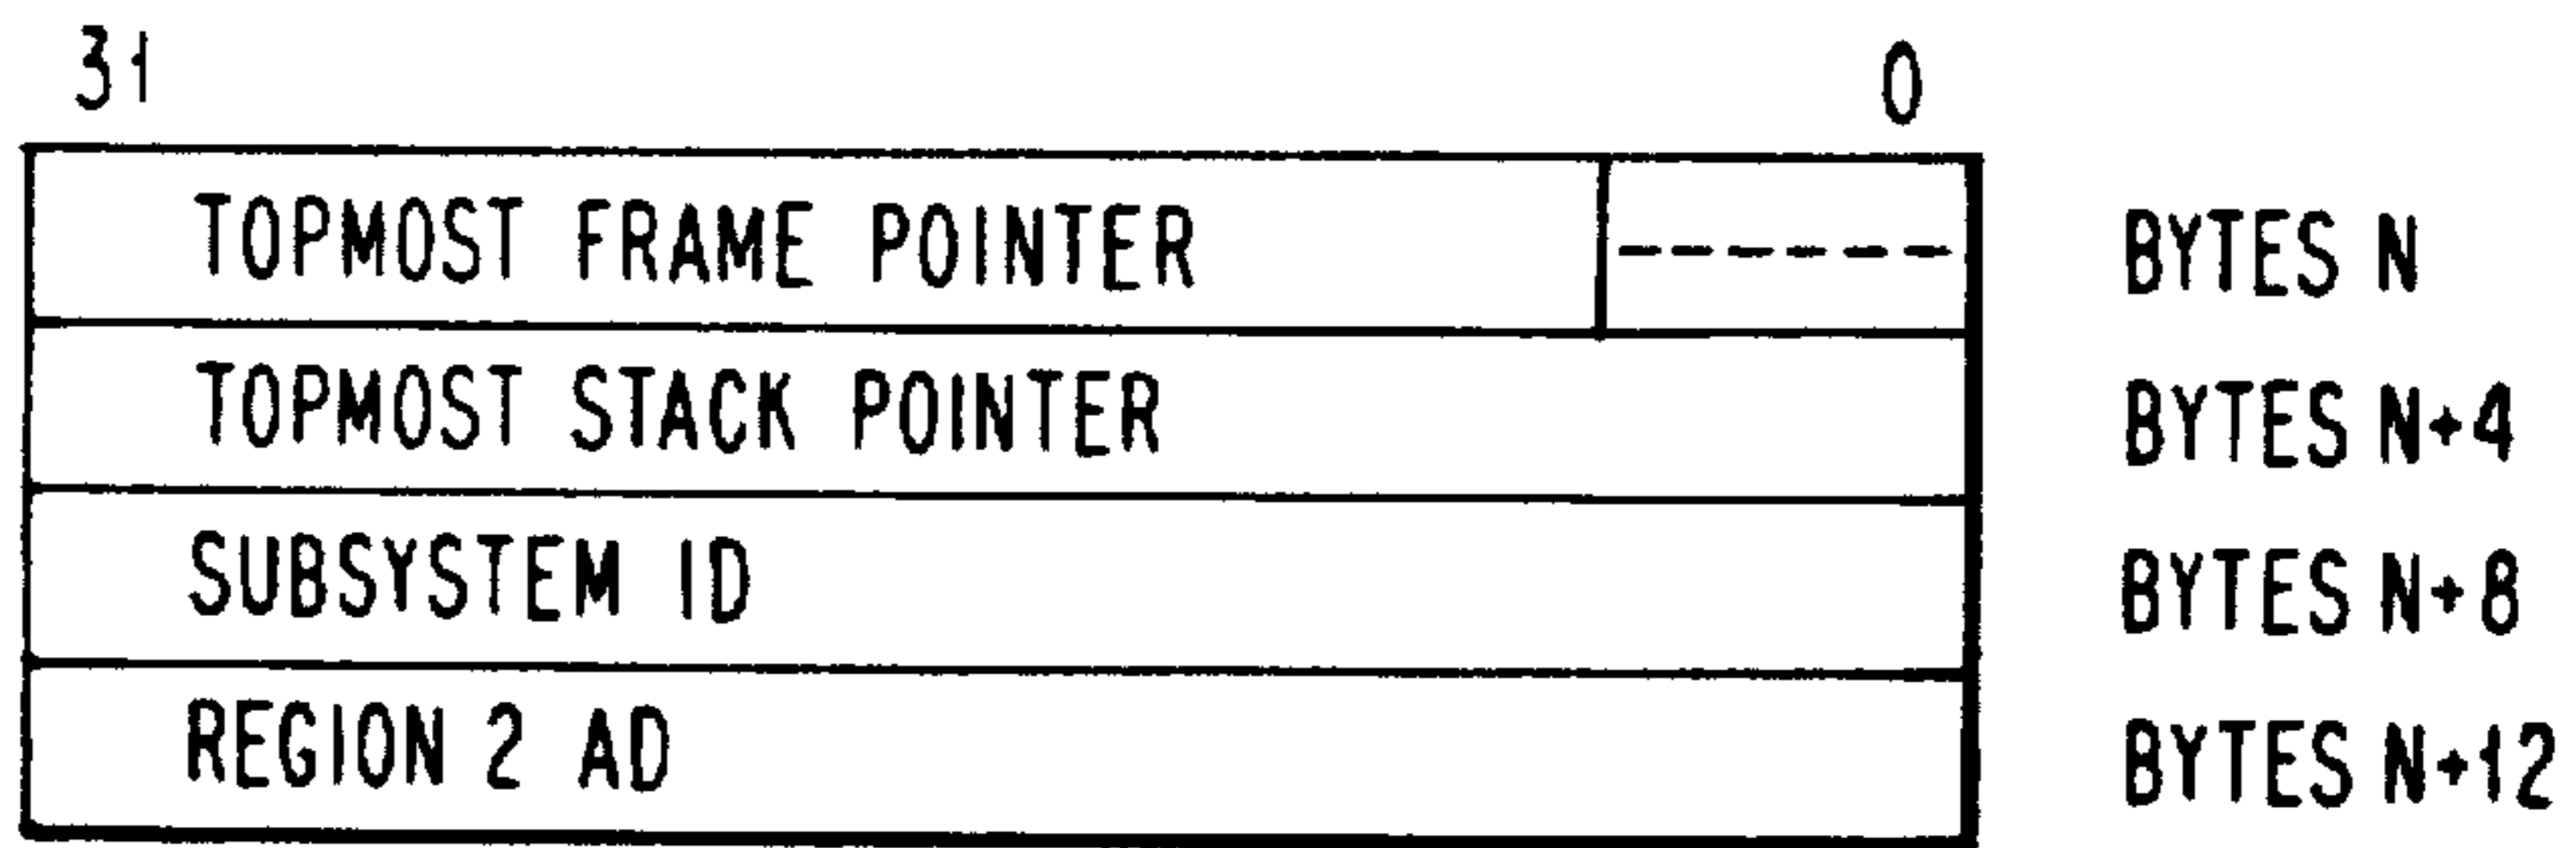 31 0
TOPMOST FRAME POINTER ------ BYTES N
TOPMOST STACK POINTER BYTES N+4
SUBSYSTEM ID BYTES N+8
REGION 2 AD BYTES N+12